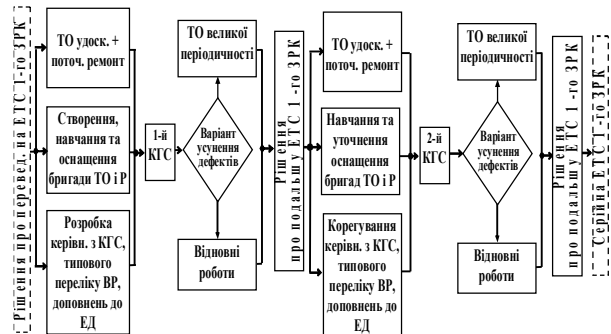 Рішення про перевед. на ЕТС 1-го ЗРК
ТО удоск. +
поточ. ремонт
Створення,
навчання та
оснащення
бригади ТО і Р
Розробка
керівн. з КГС,
типового
переліку ВР,
доповнень до
ЕД
1-й
КГС
ТО великої
періодичності
Варіант
усунення
дефектів
Відновні
роботи
Рішення
про подальшу ЕТС 1 -го ЗРК
ТО удоск. +
поточ. ремонт
Навчання та
уточнення
оснащення
бригад ТО і Р
Корегування
керівн. з КГС,
типового
переліку ВР,
доповнень до
ЕД
2-й
КГС
ТО великої
періодичності
Варіант
усунення
дефектів
Відновні
роботи
Рішення
про подальшу ЕТС 1 -го ЗРК
Серійна ЕТС 1-го ЗРК